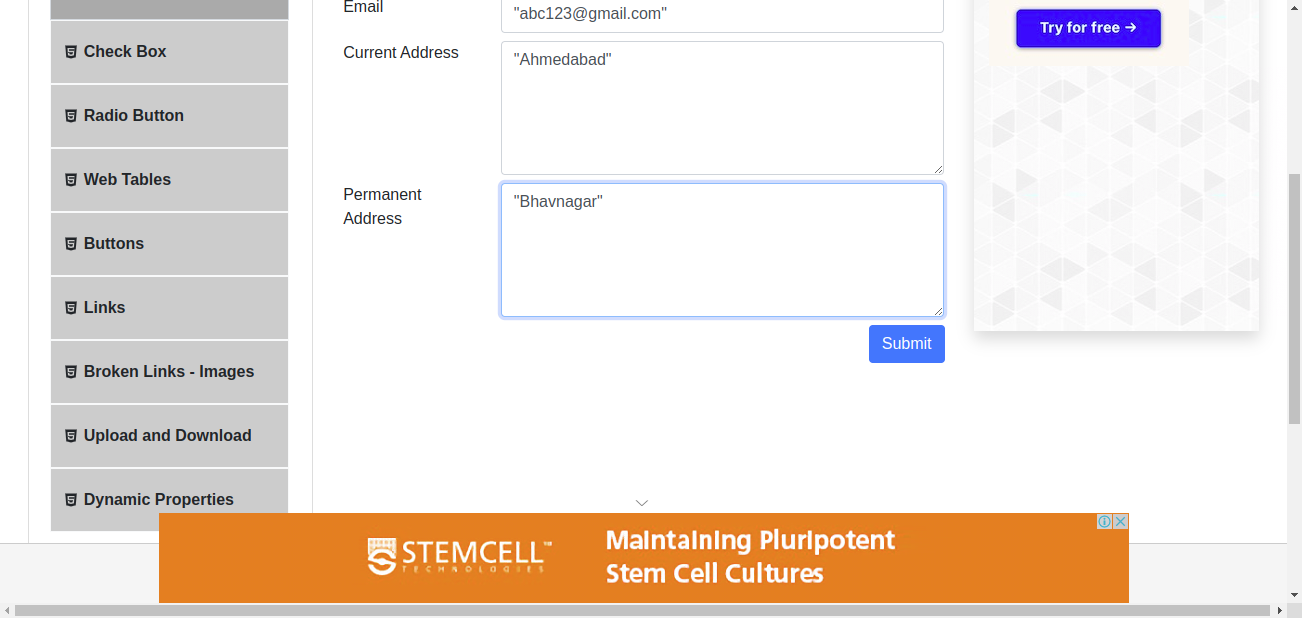 Check Box
Radio Button
Web Tables
Buttons
Links
Broken Links - Images
Upload and Download
Dynamic Properties
Email
"abc123@gmail.com"
Current Address
"Ahmedabad"
Permanent
Address
"Bhavnagar"
Submit
Try for free →
STEMCELL™
TECHNOLOGIES
Maintaining Pluripotent
Stem Cell Cultures